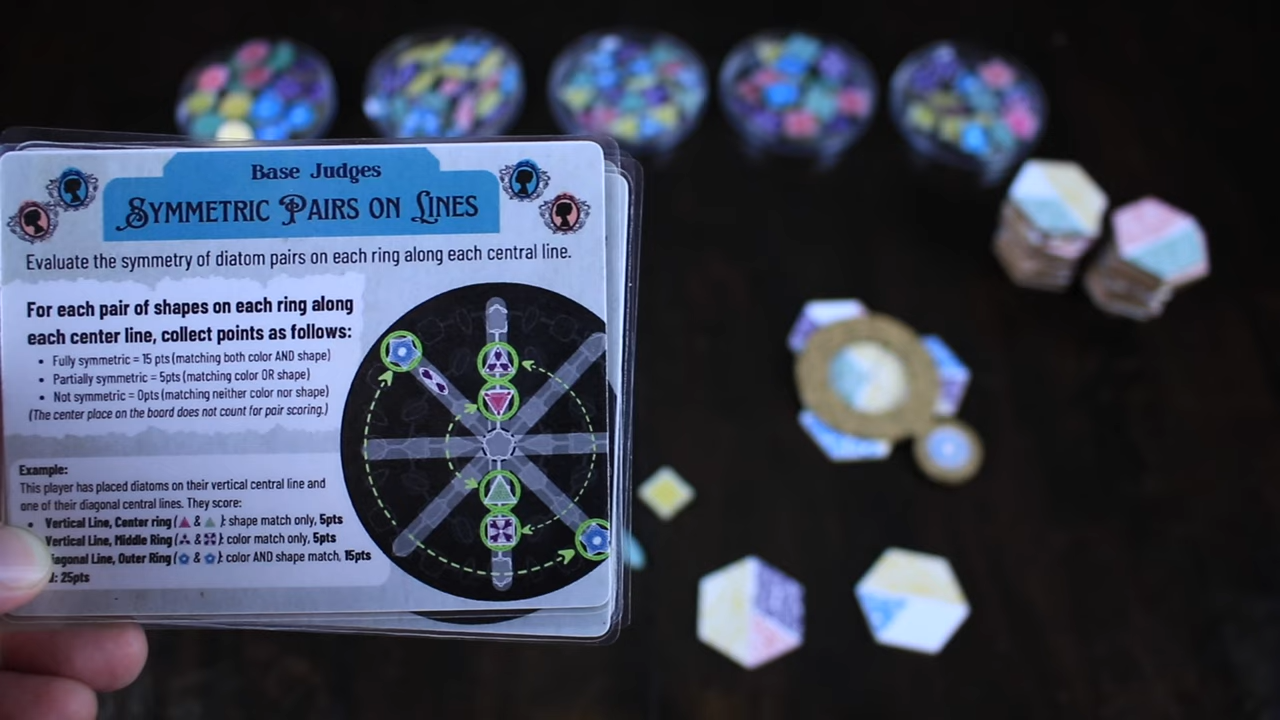 Base Judges
Symmetric Pairs on Lines
Evaluate the symmetry of diatom pairs on each ring along each central line.
For each pair of shapes on each ring along
each center line, collect points as follows:
• Fully symmetric = 15 pts (matching both color AND shape)
• Partially symmetric = 5pts (matching color OR shape)
• Not symmetric = 0pts (matching neither color nor shape)
(The center place on the board does not count for pair scoring.)
Example:
This player has placed diatoms on their vertical central line and
one of their diagonal central lines. They score:
• Vertical Line, Center ring ( & ): shape match only, 5pts
Vertical Line, Middle Ring ( & ): color match only, 5pts
iagonal Line, Outer Ring ( & ): color AND shape match, 15pts
: 25pts